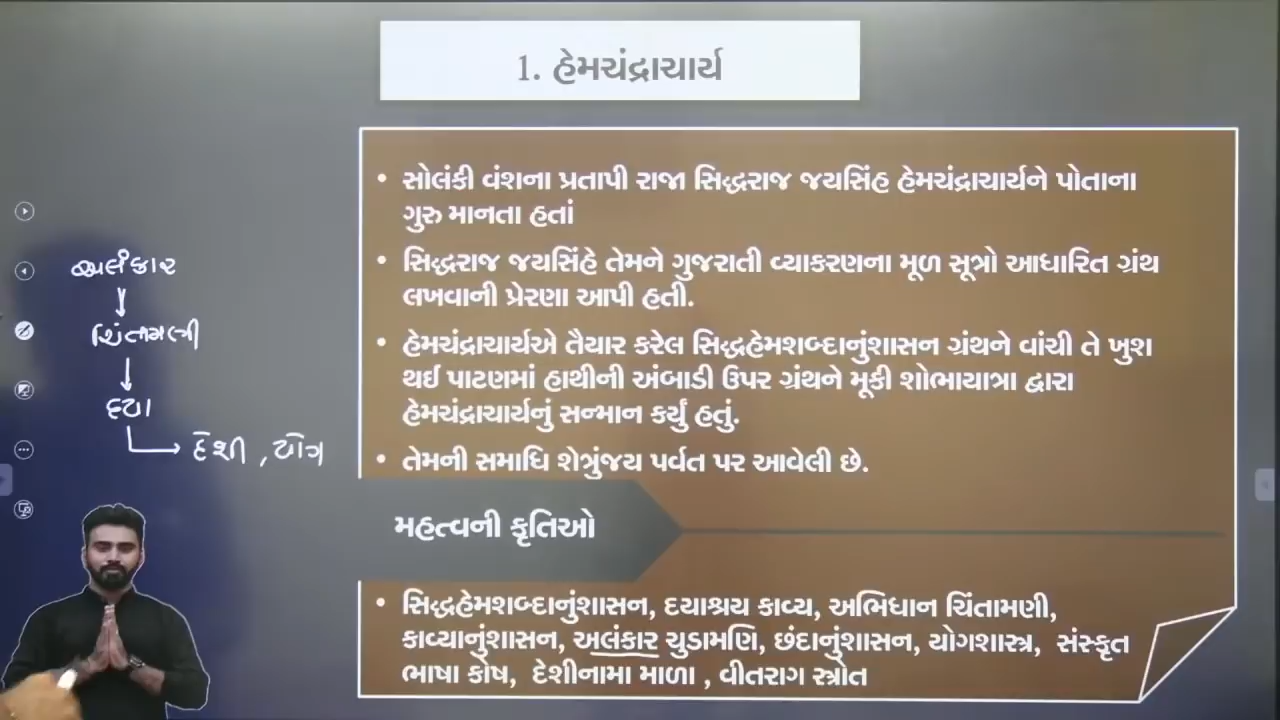 1. હેમચંદ્રાચાર્ય
• સોલંકી વંશના પ્રતાપી રાજા સિદ્ધરાજ જયસિંહ હેમચંદ્રાચાર્યને પોતાના
ગુરુ માનતા હતાં
• સિદ્ધરાજ જયસિંહે તેમને ગુજરાતી વ્યાકરણના મૂળ સૂત્રો આધારિત ગ્રંથ
લખવાની પ્રેરણા આપી હતી.
• હેમચંદ્રાચાર્યએ તૈયાર કરેલ સિદ્ધહેમશબ્દાનુંશાસન ગ્રંથને વાંચી તે ખુશ
થઈ પાટણમાં હાથીની અંબાડી ઉપર ગ્રંથને મૂકી શોભાયાત્રા દ્વારા
હેમચંદ્રાચાર્યનું સન્માન કર્યું હતું.
• તેમની સમાધિ શેત્રુંજય પર્વત પર આવેલી છે.
મહત્વની કૃતિઓ
• સિદ્ધહેમશબ્દાનુંશાસન, દયાશ્રય કાવ્ય, અભિધાન ચિંતામણી,
કાવ્યાનુંશાસન, અલંકાર ચુડામણિ, છંદાનુંશાસન, યોગશાસ્ત્ર, સંસ્કૃત
ભાષા કોષ, દેશીનામા માળા , વીતરાગ સ્ત્રોત
અલંકાર
ચિંતામણી
દયા
દેશી , યોગ